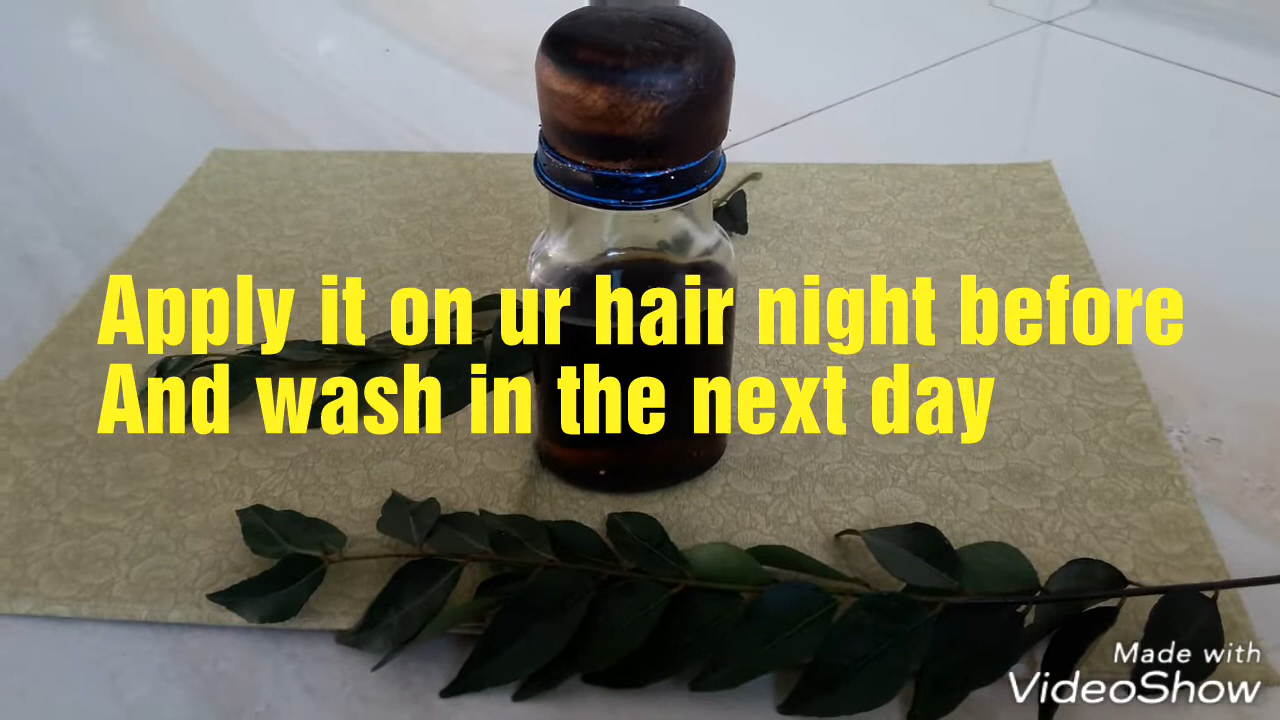 Apply it on ur hair night before
And wash in the next day
Made with
VideoShow